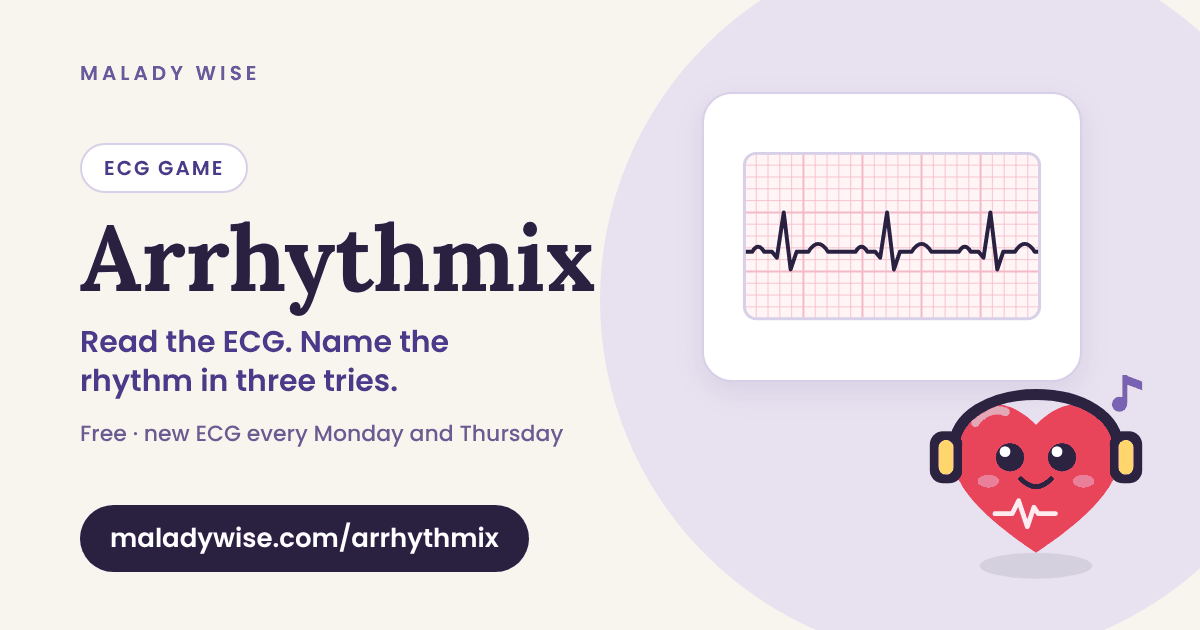 MALADY WISE
ECG GAME
Arrhythmix
Read the ECG. Name the
rhythm in three tries.
Free · new ECG every Monday and Thursday
maladywise.com/arrhythmix